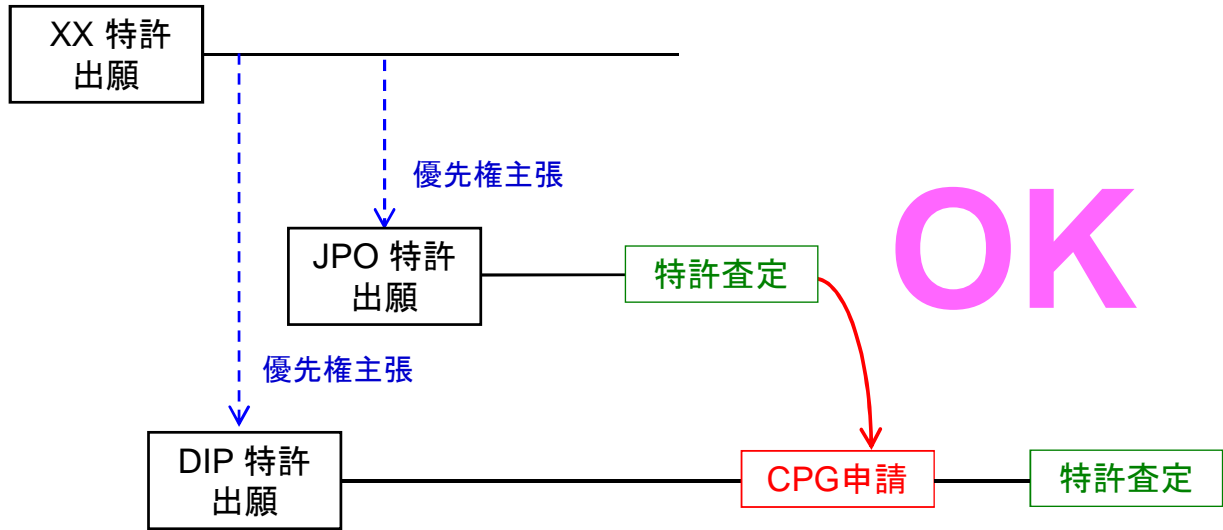 XX 特許
出願
優先権主張
JPO 特許
出願
特許査定
OK
優先権主張
DIP 特許
出願
CPG申請
特許査定